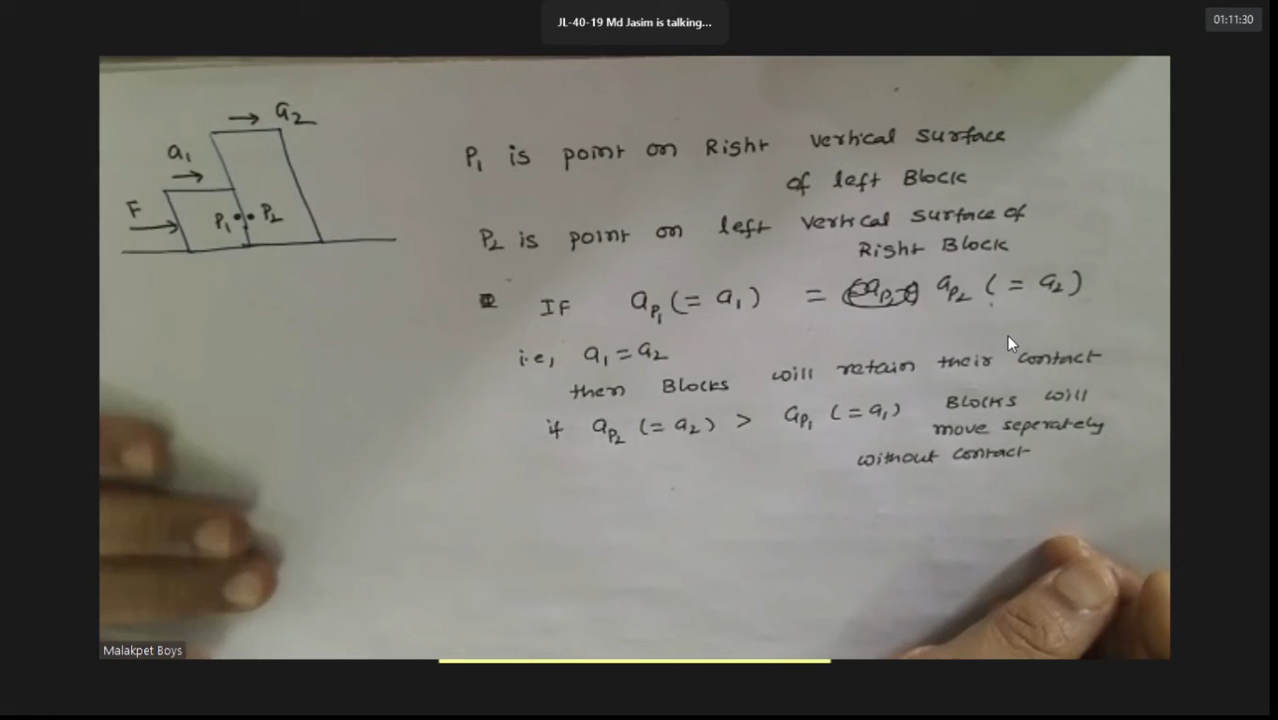 JL-40-19 Md Jasim is talking...
01:11:30
a2
a1
F
P1 P2
P1 is point on Right vertical surface
of left Block
P2 is point on left vertical surface of
Right Block
IF aP1 (= a1) = aP2 (= a2)
i.e, a1 = a2
then Blocks will retain their contact
if aP2 (= a2) > aP1 (= a1) Blocks will
move seperately
without contact
Malakpet Boys